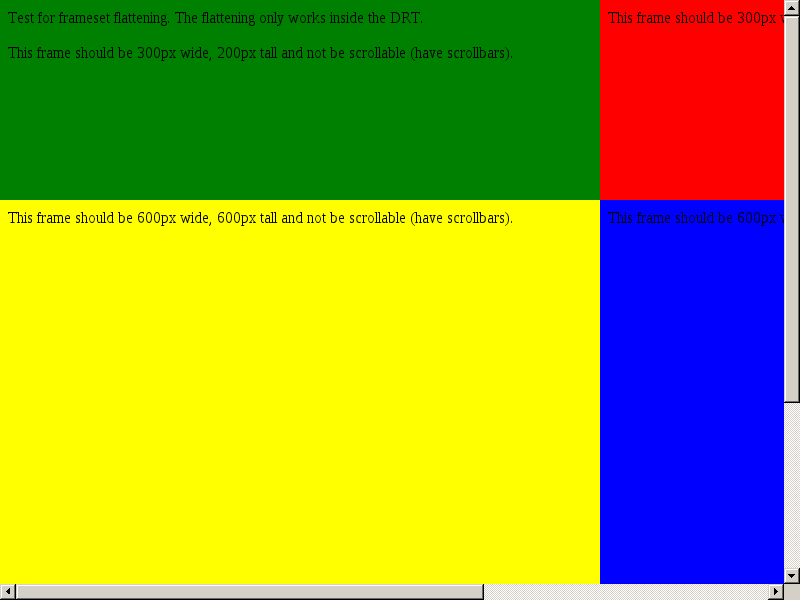 Test for frameset flattening. The flattening only works inside the DRT.
This frame should be 300px wide, 200px tall and not be scrollable (have scrollbars).
This frame should be 300px
This frame should be 600px wide, 600px tall and not be scrollable (have scrollbars).
This frame should be 600px